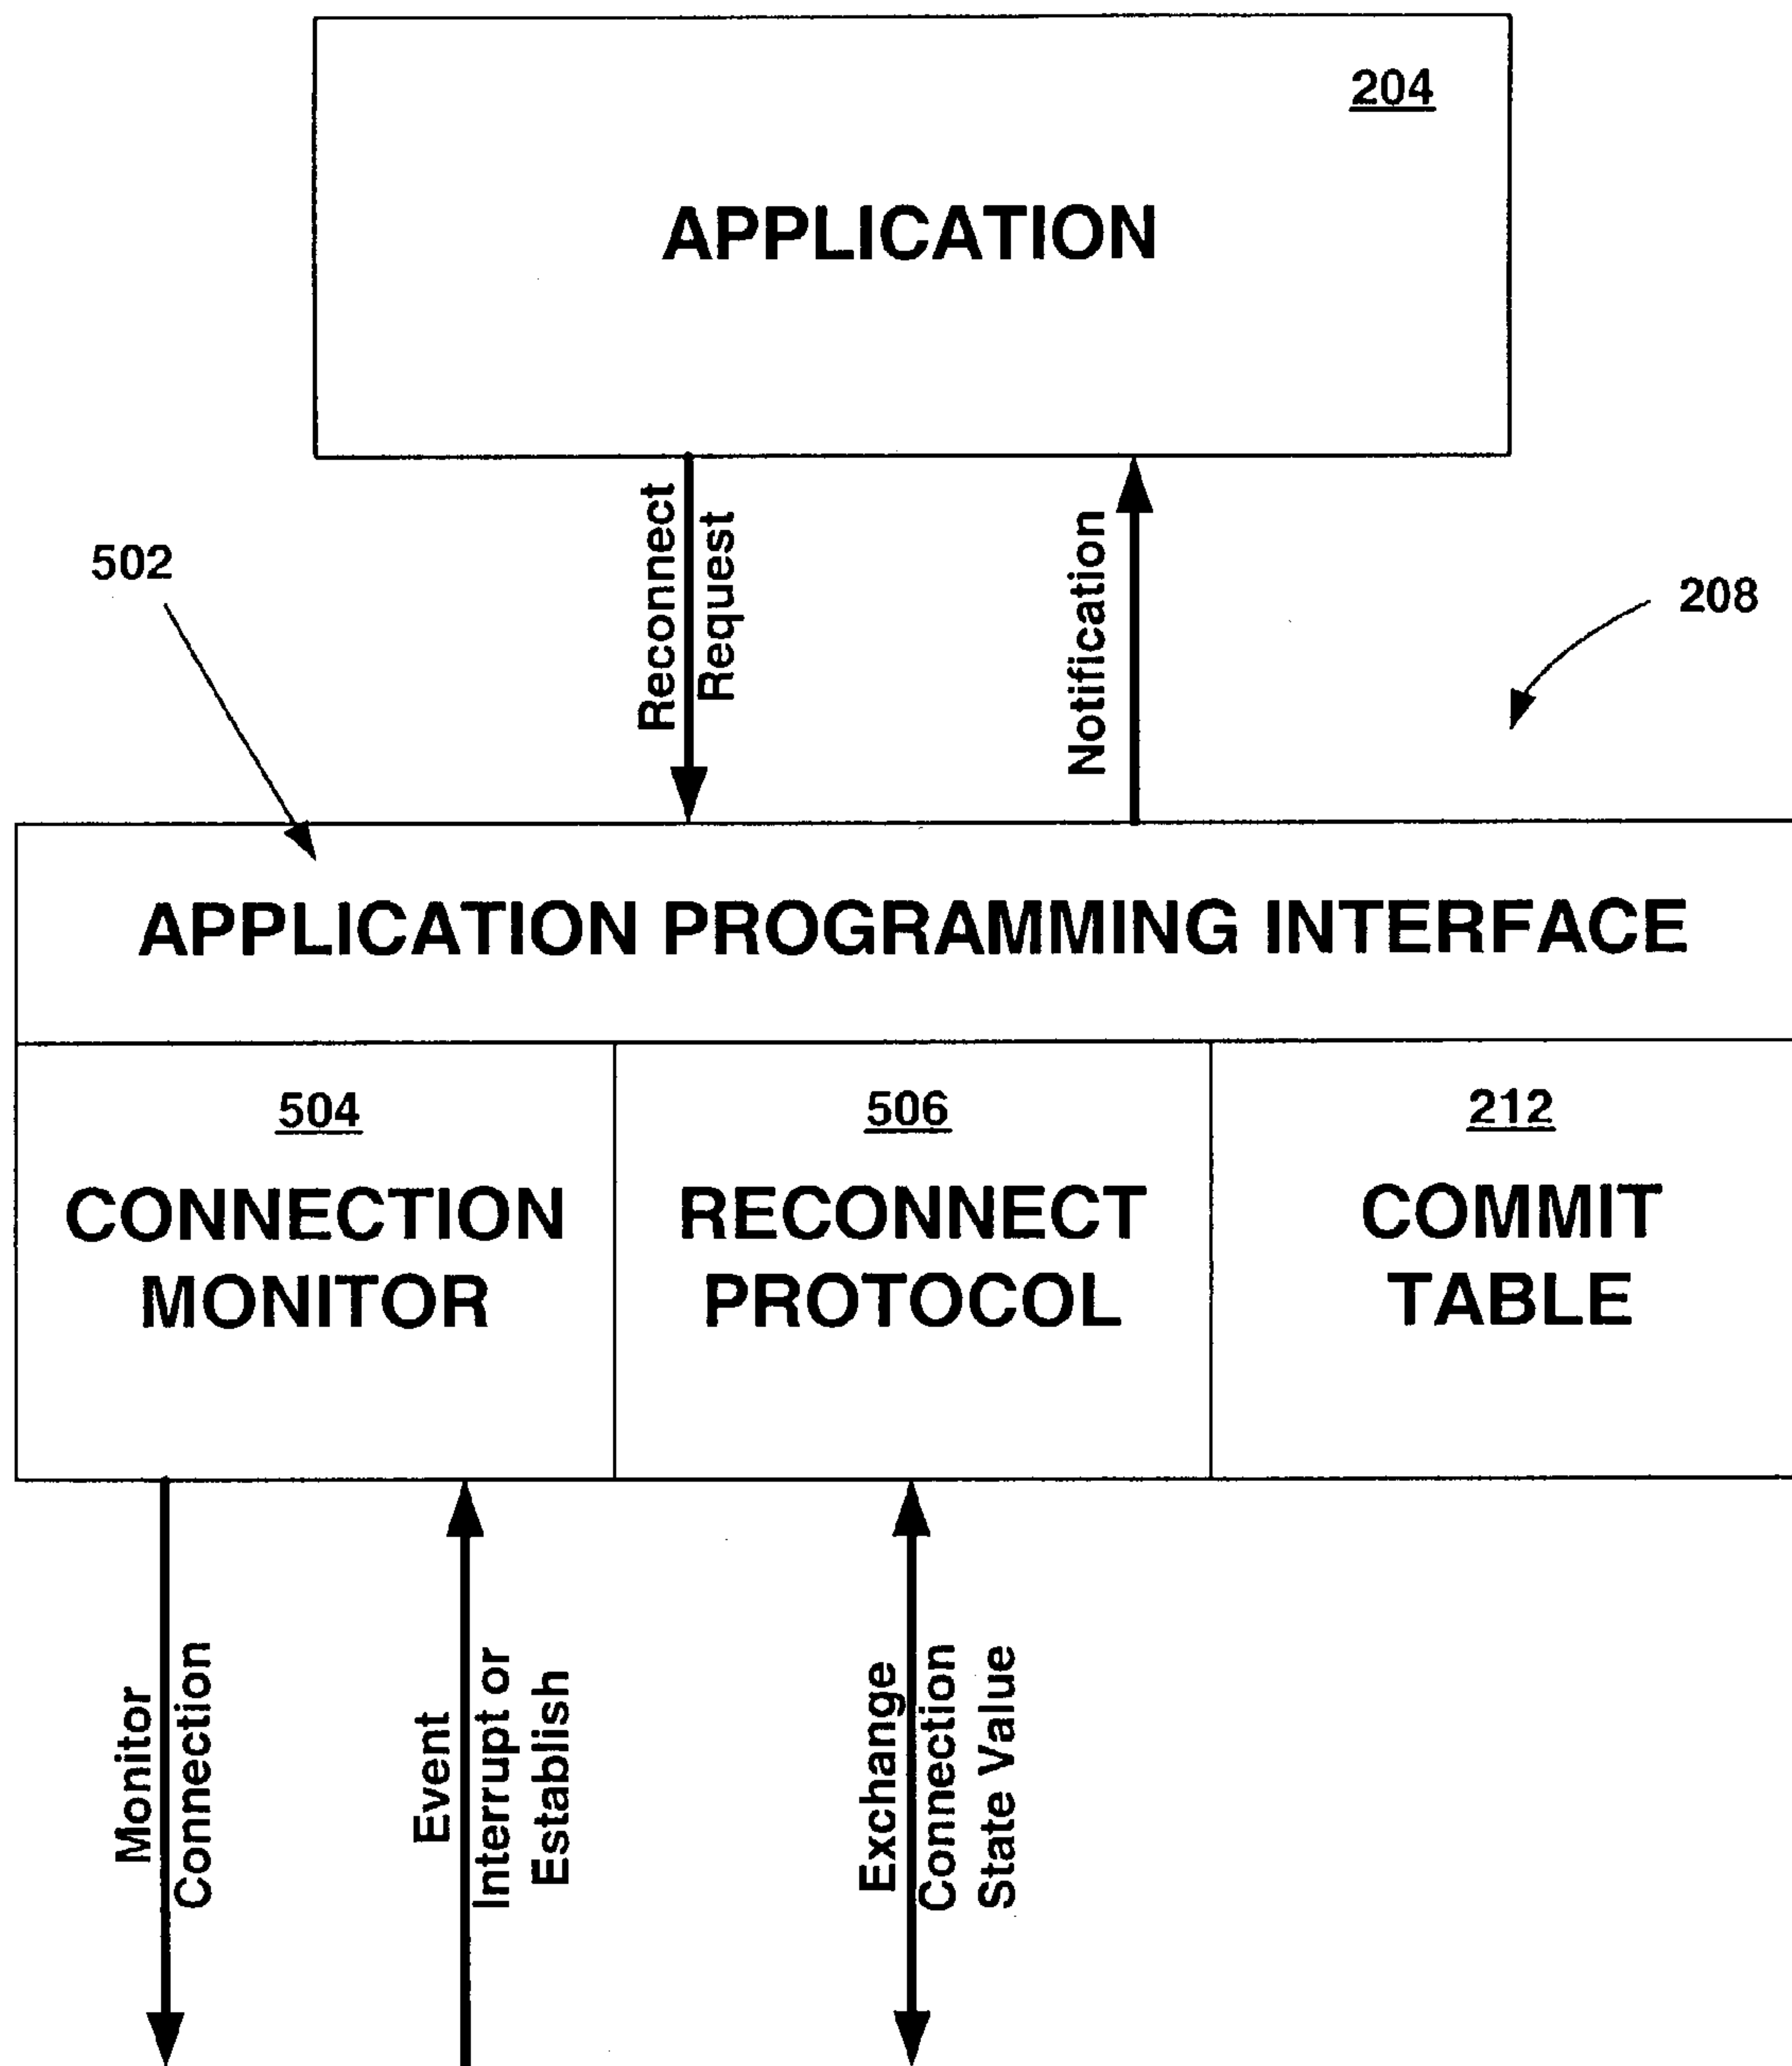 204
APPLICATION
Reconnect
Request
Notification
502
208
APPLICATION PROGRAMMING INTERFACE
504
CONNECTION
MONITOR
506
RECONNECT
PROTOCOL
212
COMMIT
TABLE
Monitor
Connection
Event
Interrupt or
Establish
Exchange
Connection
State Value